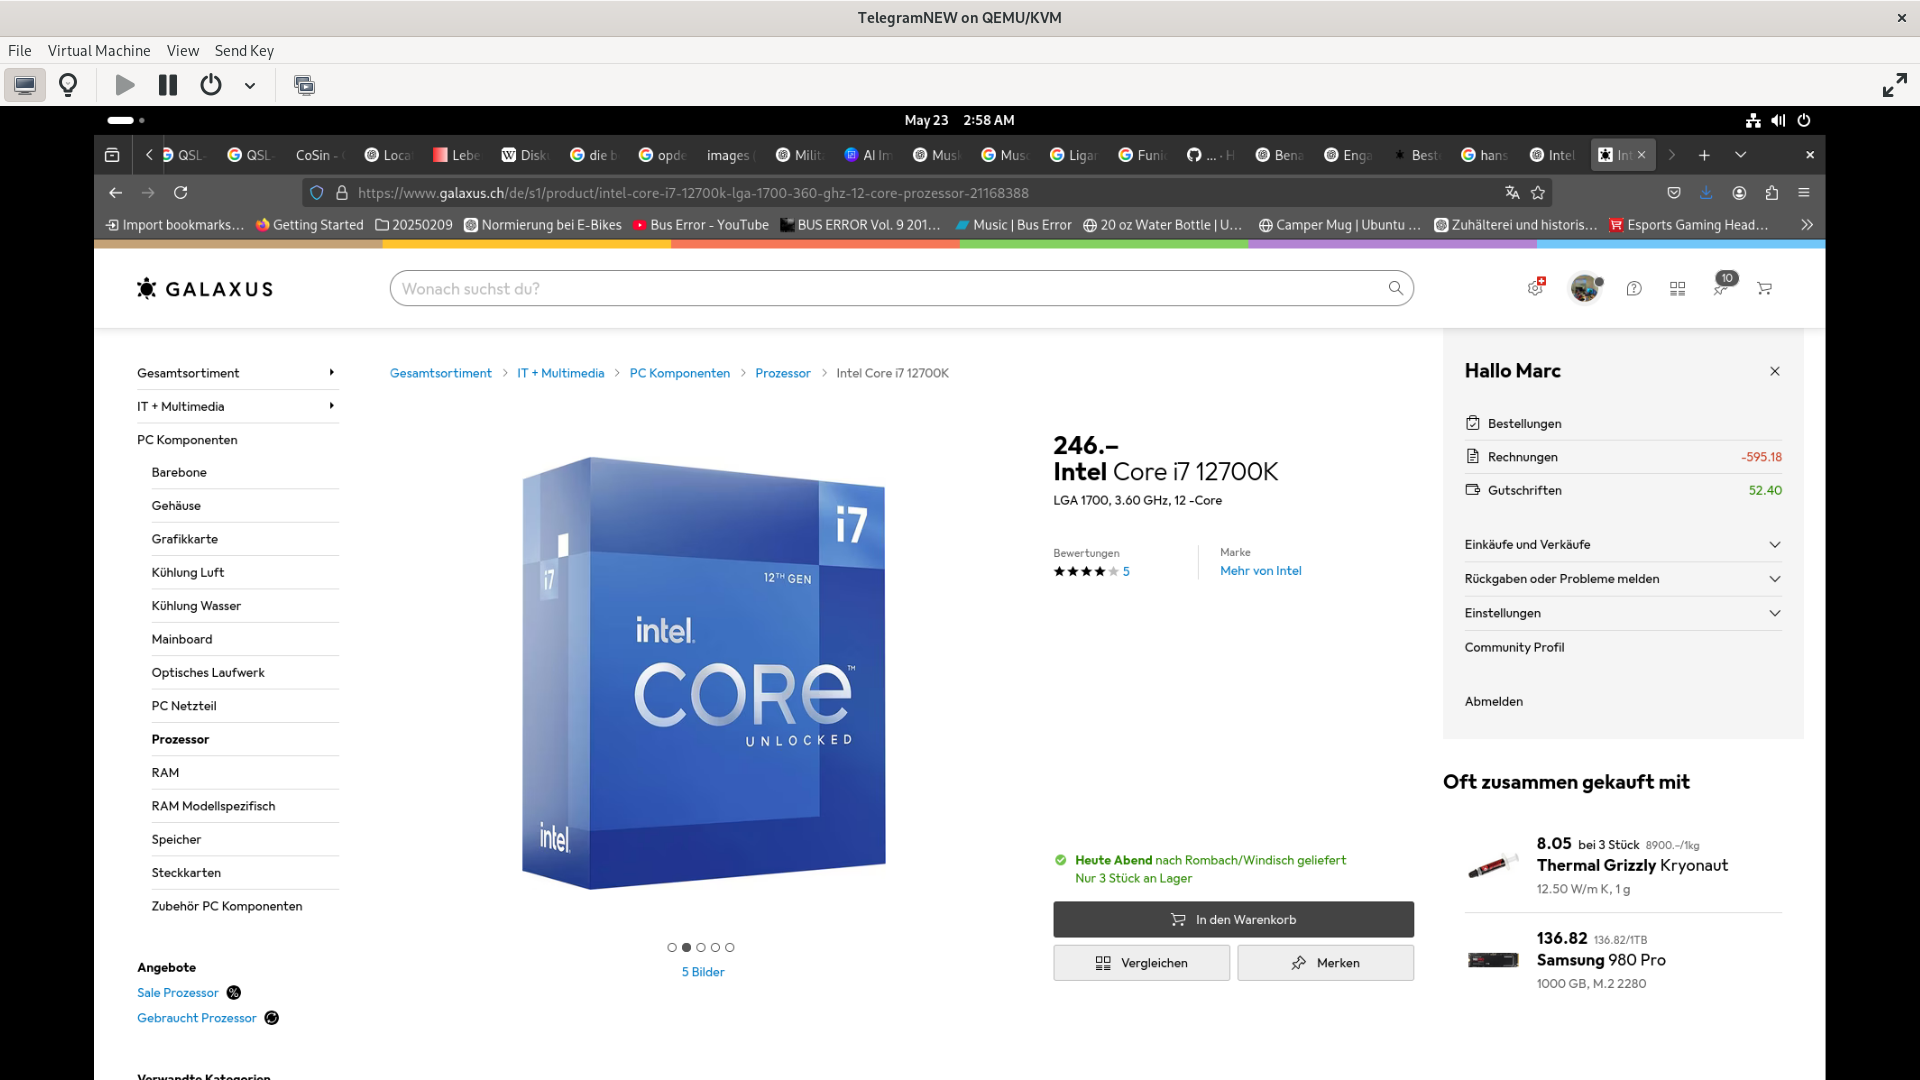 TelegramNEW on QEMU/KVM
File Virtual Machine View Send Key
May 23 2:58 AM
QSL- QSL- CoSin - Loca Lebe Disku die b opde images ( Milit AI Im Musi Musc Ligar Funk ... · H Bena Enga Best hans Intel Int
https://www.galaxus.ch/de/s1/product/intel-core-i7-12700k-lga-1700-360-ghz-12-core-prozessor-21168388
Import bookmarks… Getting Started 20250209 Normierung bei E-Bikes Bus Error - YouTube BUS ERROR Vol. 9 201… Music | Bus Error 20 oz Water Bottle | U… Camper Mug | Ubuntu … Zuhälterei und historis… Esports Gaming Head…
GALAXUS
Wonach suchst du?
10
Gesamtsortiment
IT + Multimedia
PC Komponenten
Barebone
Gehäuse
Grafikkarte
Kühlung Luft
Kühlung Wasser
Mainboard
Optisches Laufwerk
PC Netzteil
Prozessor
RAM
RAM Modellspezifisch
Speicher
Steckkarten
Zubehör PC Komponenten
Angebote
Sale Prozessor %
Gebraucht Prozessor
Verwandte Kategorien
Gesamtsortiment > IT + Multimedia > PC Komponenten > Prozessor > Intel Core i7 12700K
i7
i7
12TH GEN
intel.
CORE™
UNLOCKED
intel.
5 Bilder
246.–
Intel Core i7 12700K
LGA 1700, 3.60 GHz, 12 -Core
Bewertungen
5
Marke
Mehr von Intel
Heute Abend nach Rombach/Windisch geliefert
Nur 3 Stück an Lager
In den Warenkorb
Vergleichen
Merken
Hallo Marc
Bestellungen
Rechnungen -595.18
Gutschriften 52.40
Einkäufe und Verkäufe
Rückgaben oder Probleme melden
Einstellungen
Community Profil
Abmelden
Oft zusammen gekauft mit
8.05 bei 3 Stück 8900.–/1kg
Thermal Grizzly Kryonaut
12.50 W/m K, 1 g
136.82 136.82/1TB
Samsung 980 Pro
1000 GB, M.2 2280